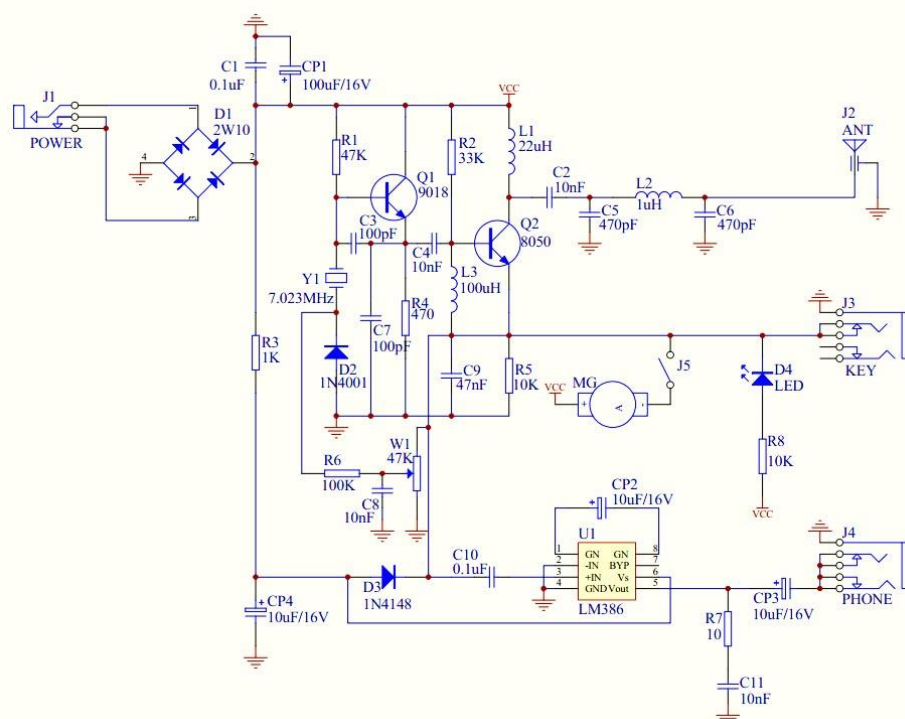 C1
0.1uF
CP1
100uF/16V
J1
POWER
1
D1
2W10
4
2
3
R1
47K
Q1
9018
R2
33K
VCC
L1
22uH
C2
10nF
L2
1uH
J2
ANT
C5
470pF
C6
470pF
C3
100pF
C4
10nF
Q2
8050
Y1
7.023MHz
L3
100uH
R4
470
C7
100pF
R3
1K
D2
1N4001
C9
47nF
R5
10K
VCC
MG
+
A
-
J5
D4
LED
J3
KEY
R8
10K
VCC
W1
47K
R6
100K
C8
10nF
CP2
10uF/16V
U1
1 GN GN 8
2 -IN BYP 7
3 +IN Vs 6
4 GND Vout 5
LM386
C10
0.1uF
D3
1N4148
CP4
10uF/16V
CP3
10uF/16V
J4
PHONE
R7
10
C11
10nF